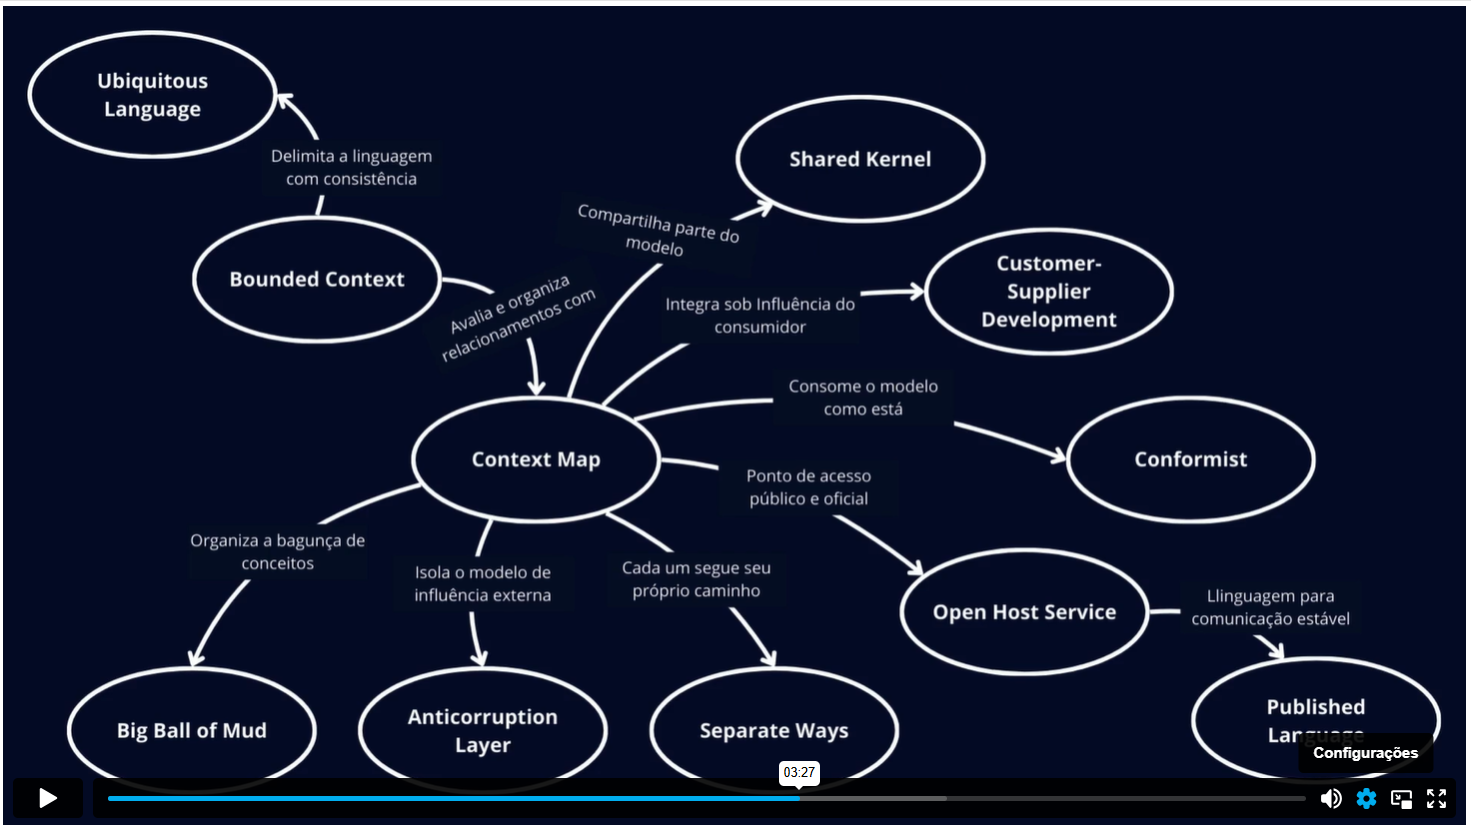 Ubiquitous
Language
Delimita a linguagem
com consistência
Bounded Context
Avalia e organiza
relacionamentos com
Compartilha parte do
modelo
Shared Kernel
Integra sob Influência do
consumidor
Customer-
Supplier
Development
Consome o modelo
como está
Conformist
Context Map
Ponto de acesso
público e oficial
Open Host Service
Llinguagem para
comunicação estável
Published
Language
Organiza a bagunça de
conceitos
Big Ball of Mud
Isola o modelo de
influência externa
Anticorruption
Layer
Cada um segue seu
próprio caminho
Separate Ways
Configurações
03:27